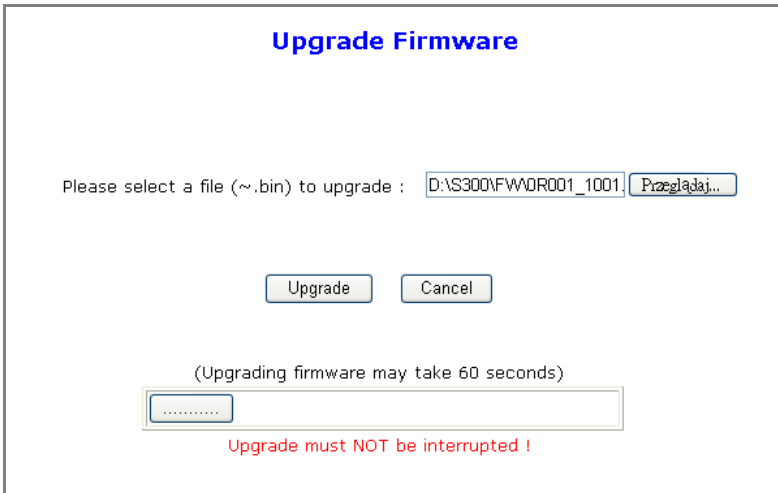 Upgrade Firmware
Please select a file (~.bin) to upgrade : D:\S300\FW\0R001_1001. Przeglądaj...
Upgrade Cancel
(Upgrading firmware may take 60 seconds)
...........
Upgrade must NOT be interrupted !